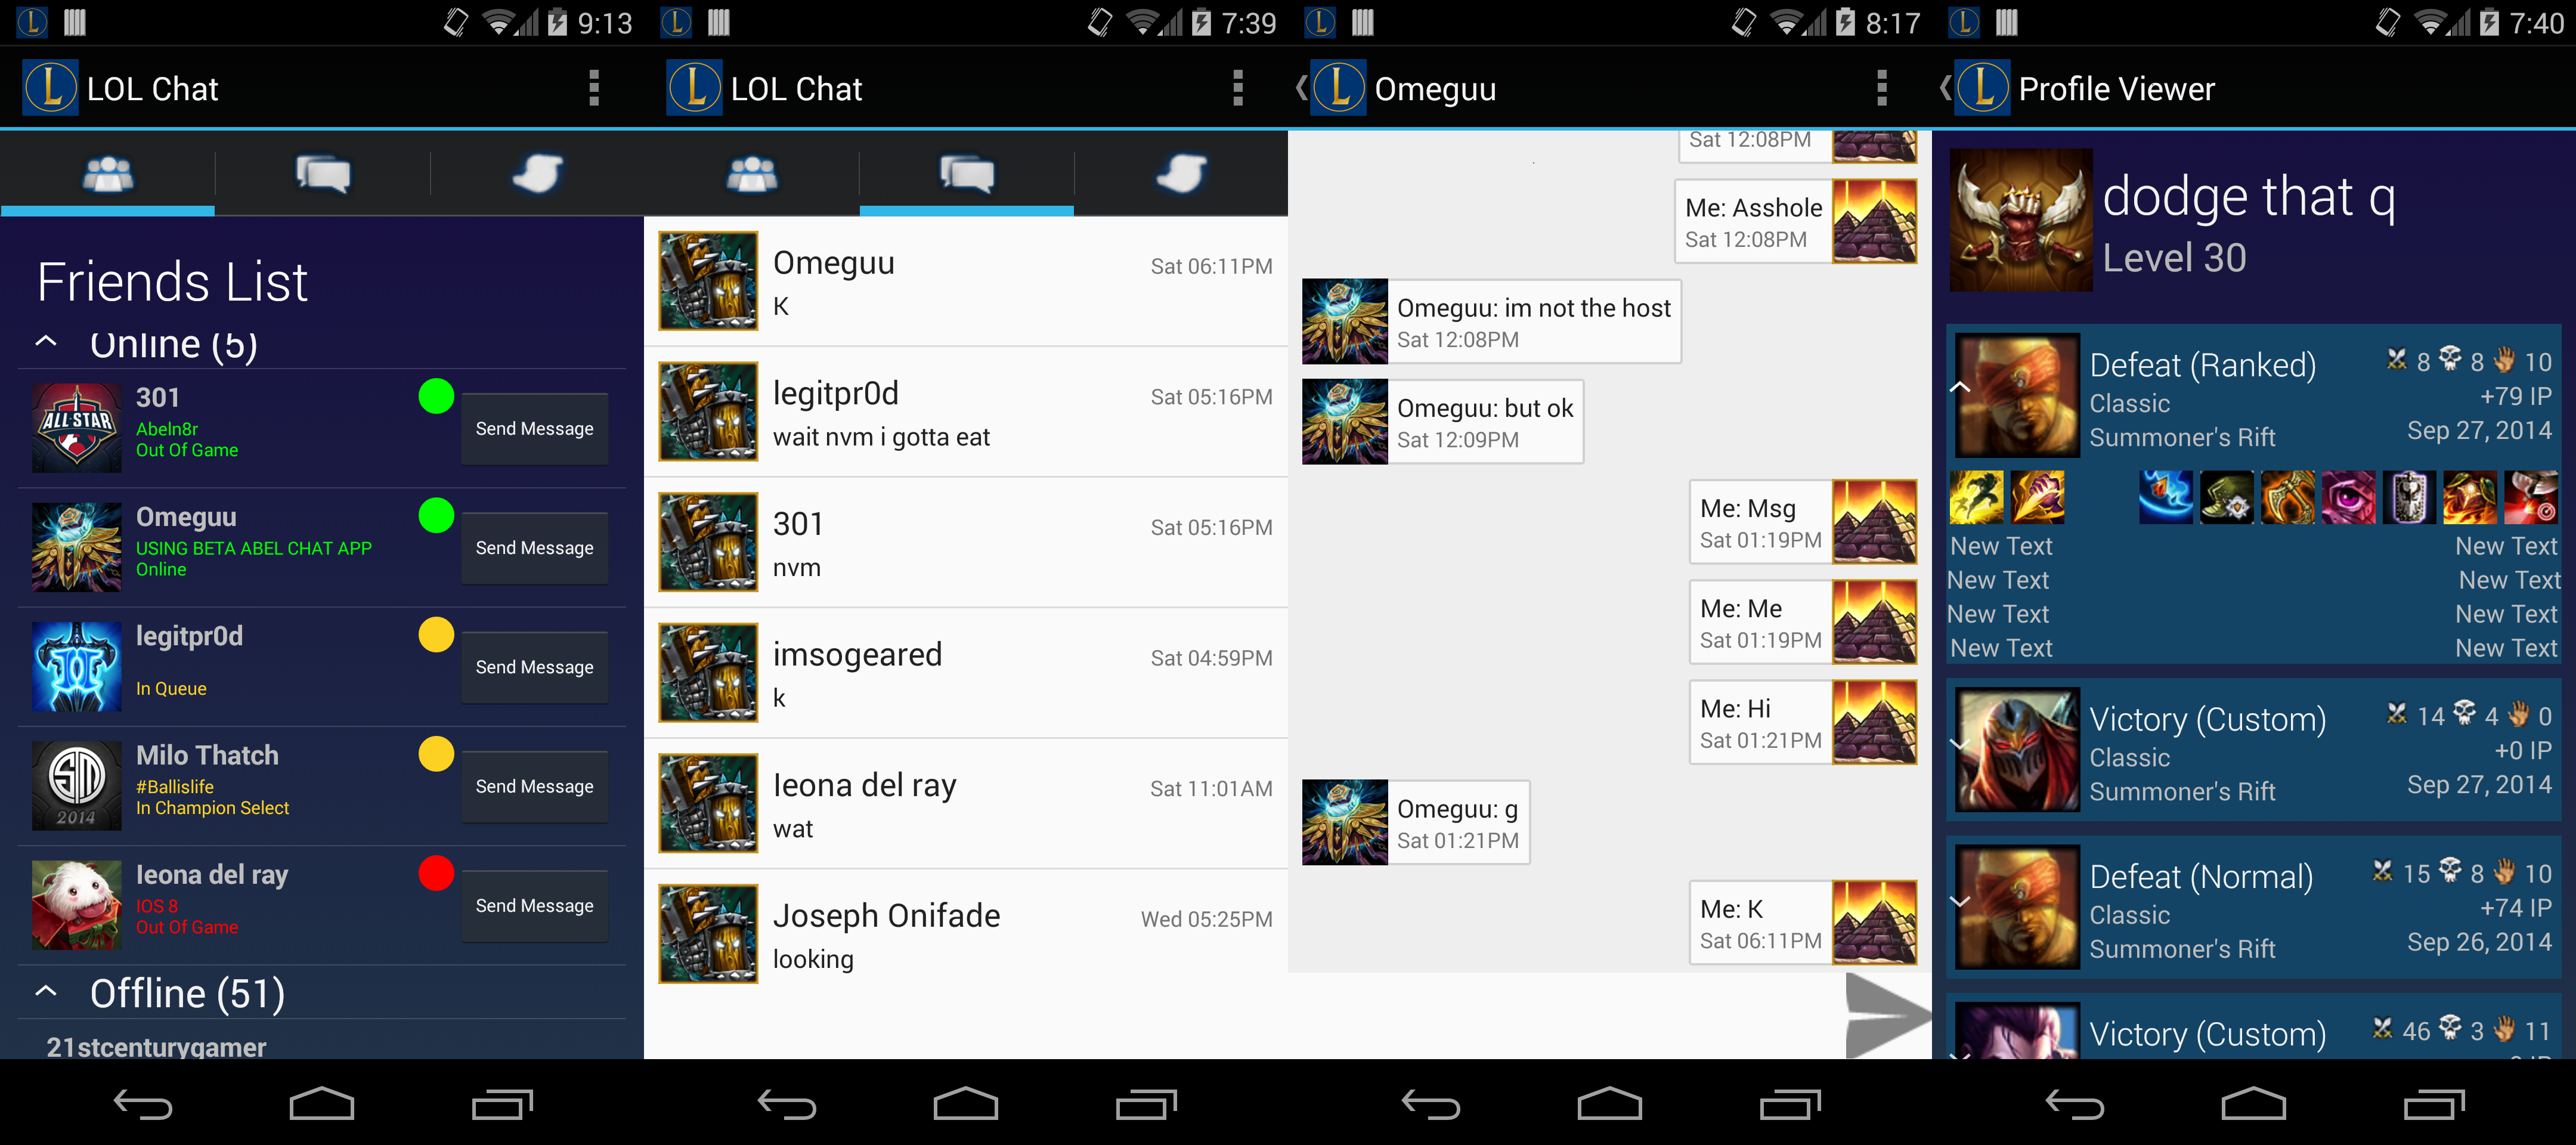 9:13
LOL Chat
Friends List
Online (5)
301
Abeln8r
Out Of Game
Send Message
Omeguu
USING BETA ABEL CHAT APP
Online
Send Message
legitpr0d
In Queue
Send Message
Milo Thatch
#Ballislife
In Champion Select
Send Message
2014
leona del ray
IOS 8
Out Of Game
Send Message
ALL STAR
Offline (51)
21stcenturygamer
7:39
LOL Chat
Omeguu
Sat 06:11PM
K
legitpr0d
Sat 05:16PM
wait nvm i gotta eat
301
Sat 05:16PM
nvm
imsogeared
Sat 04:59PM
k
leona del ray
Sat 11:01AM
wat
Joseph Onifade
Wed 05:25PM
looking
8:17
Omeguu
Sat 12:08PM
Me: Asshole
Sat 12:08PM
Omeguu: im not the host
Sat 12:08PM
Omeguu: but ok
Sat 12:09PM
Me: Msg
Sat 01:19PM
Me: Me
Sat 01:19PM
Me: Hi
Sat 01:21PM
Omeguu: g
Sat 01:21PM
Me: K
Sat 06:11PM
7:40
Profile Viewer
dodge that q
Level 30
Defeat (Ranked)
8 8 10
Classic
+79 IP
Summoner's Rift
Sep 27, 2014
New Text New Text
New Text New Text
New Text New Text
New Text New Text
Victory (Custom)
14 4 0
Classic
+0 IP
Summoner's Rift
Sep 27, 2014
Defeat (Normal)
15 8 10
Classic
+74 IP
Summoner's Rift
Sep 26, 2014
Victory (Custom)
46 3 11